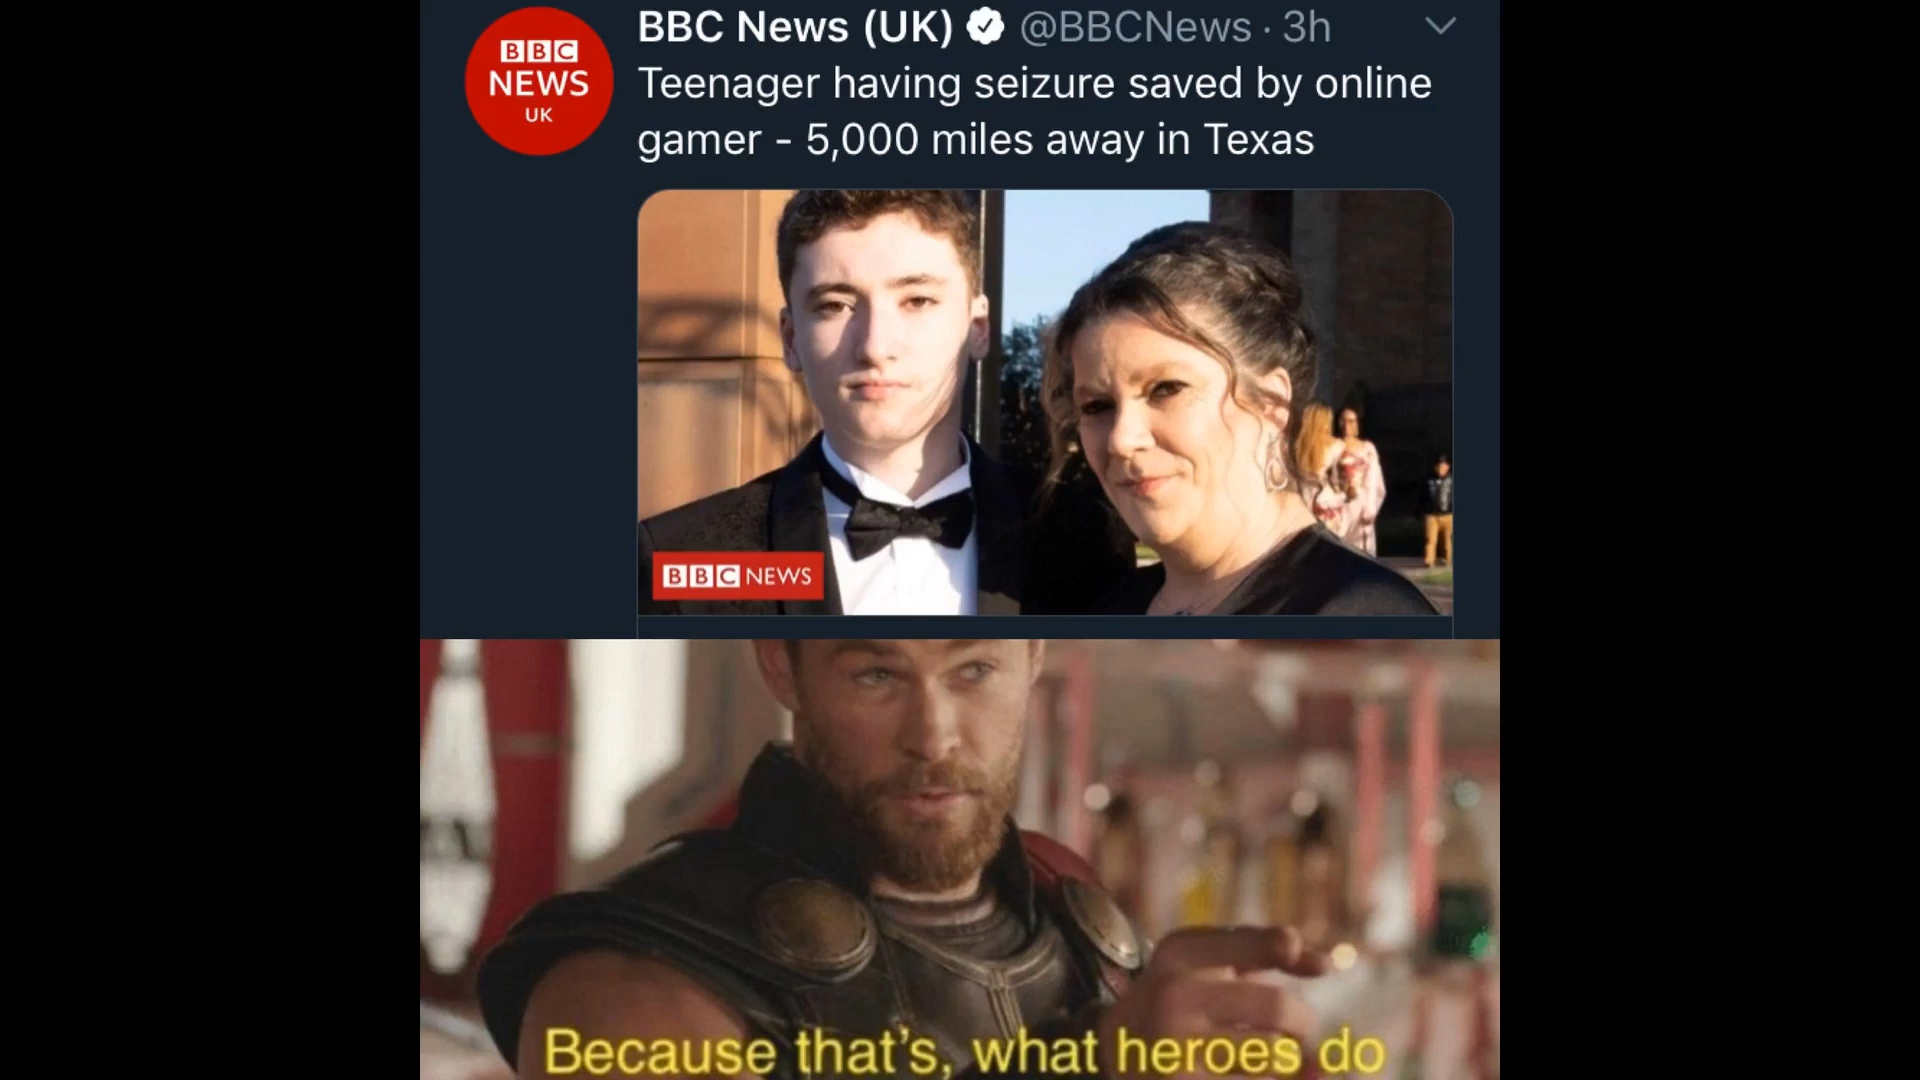 BBC
NEWS
UK
BBC News (UK) @BBCNews · 3h
Teenager having seizure saved by online
gamer - 5,000 miles away in Texas
BBC NEWS
Because that's, what heroes do